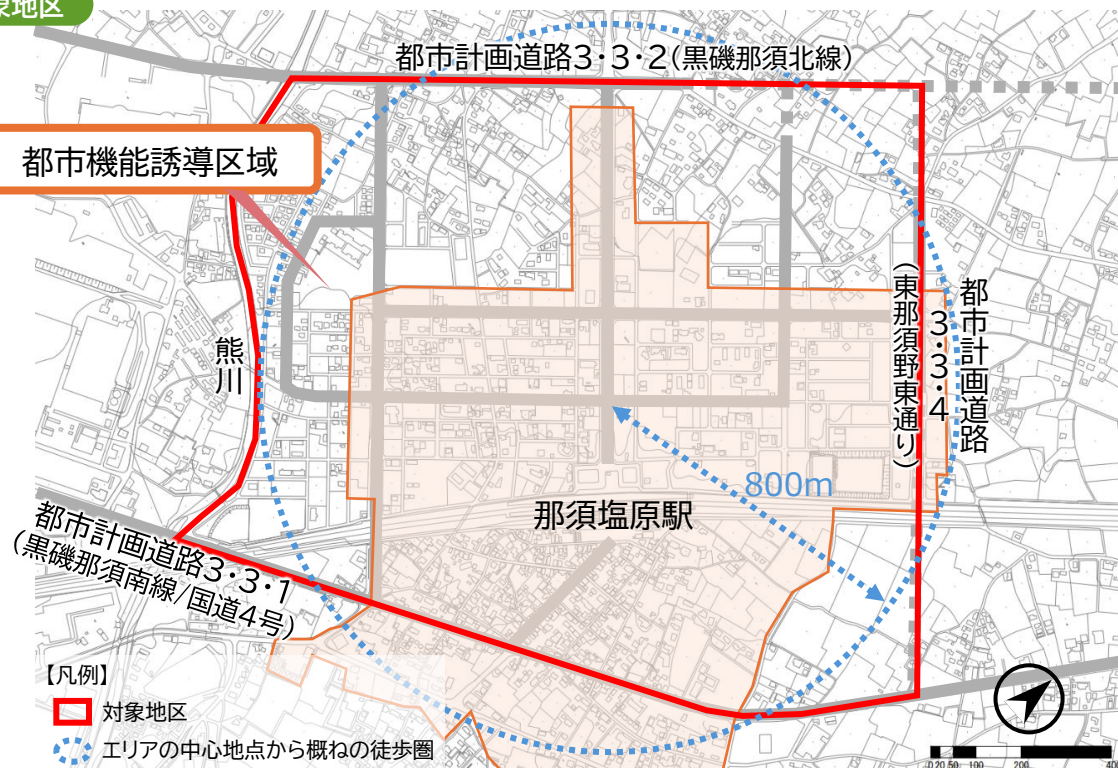 象地区
都市計画道路3・3・2(黒磯那須北線)
都市機能誘導区域
熊川
都市計画道路
3・3・4
(東那須野東通り)
800m
那須塩原駅
都市計画道路3・3・1
(黒磯那須南線/国道4号)
【凡例】
対象地区
エリアの中心地点から概ねの徒歩圏
0 20 50 100 200